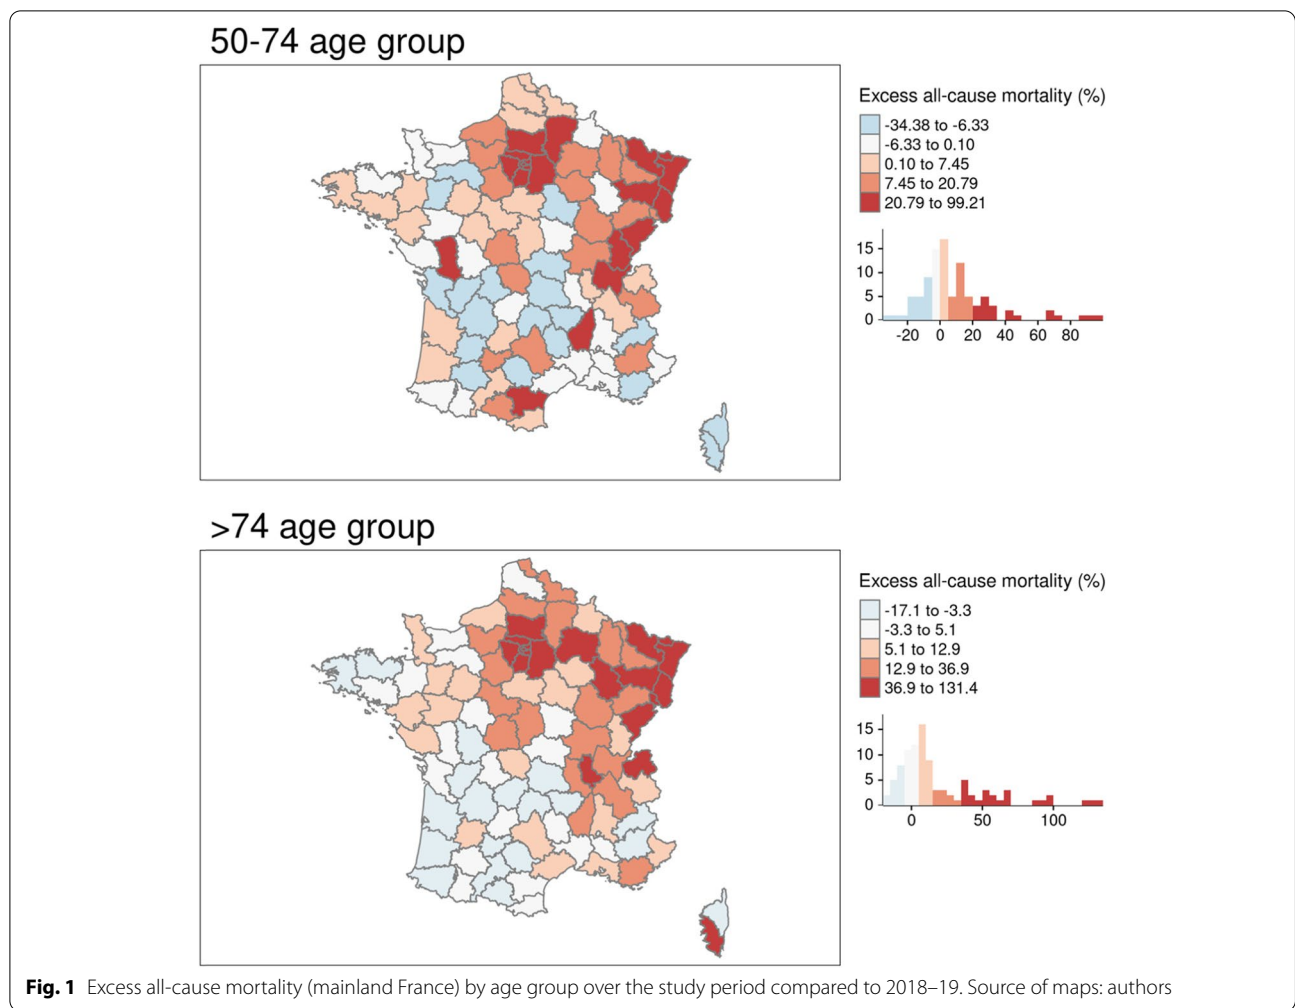 50-74 age group
Excess all-cause mortality (%)
-34.38 to -6.33
-6.33 to 0.10
0.10 to 7.45
7.45 to 20.79
20.79 to 99.21
15
10
5
0
-20 0 20 40 60 80
>74 age group
Excess all-cause mortality (%)
-17.1 to -3.3
-3.3 to 5.1
5.1 to 12.9
12.9 to 36.9
36.9 to 131.4
15
10
5
0
0 50 100
Fig. 1 Excess all-cause mortality (mainland France) by age group over the study period compared to 2018–19. Source of maps: authors